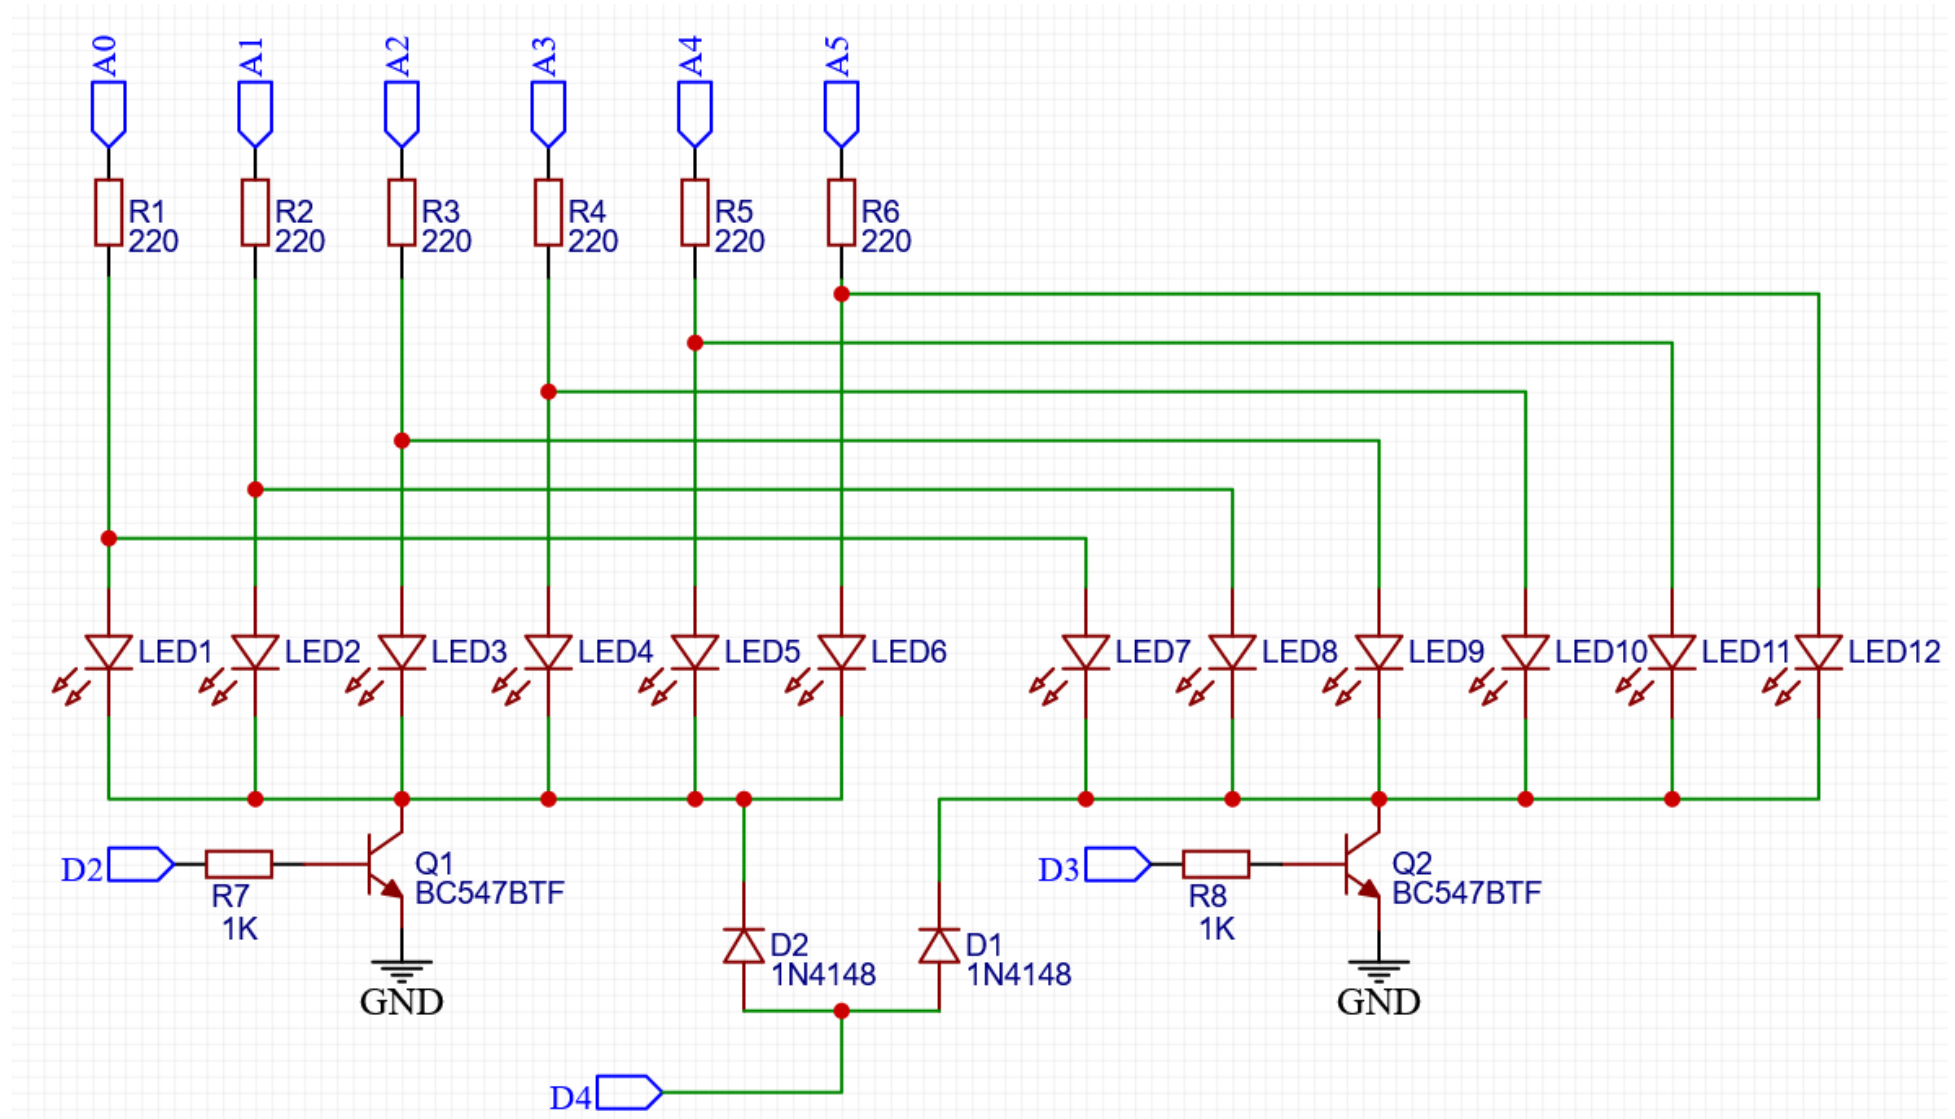 A0
A1
A2
A3
A4
A5
R1
220
R2
220
R3
220
R4
220
R5
220
R6
220
LED1
LED2
LED3
LED4
LED5
LED6
LED7
LED8
LED9
LED10
LED11
LED12
D2
R7
1K
Q1
BC547BTF
GND
D2
1N4148
D1
1N4148
D3
R8
1K
Q2
BC547BTF
GND
D4